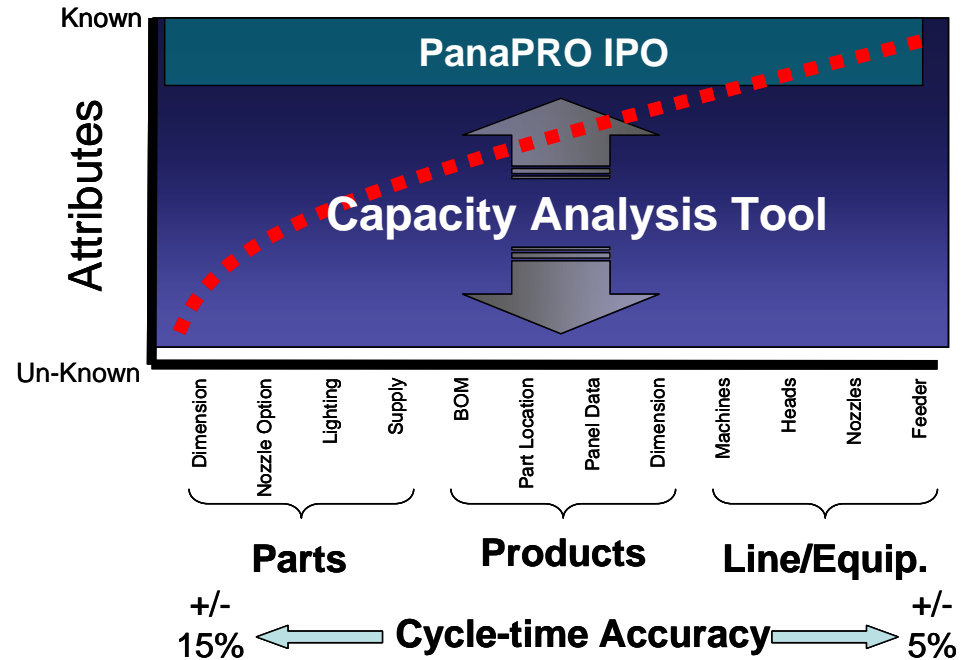 Known
PanaPRO IPO
Attributes
Capacity Analysis Tool
Un-Known
Dimension
Nozzle Option
Lighting
Supply
BOM
Part Location
Panel Data
Dimension
Machines
Heads
Nozzles
Feeder
Parts
Products
Line/Equip.
+/-
15%
Cycle-time Accuracy
+/-
5%